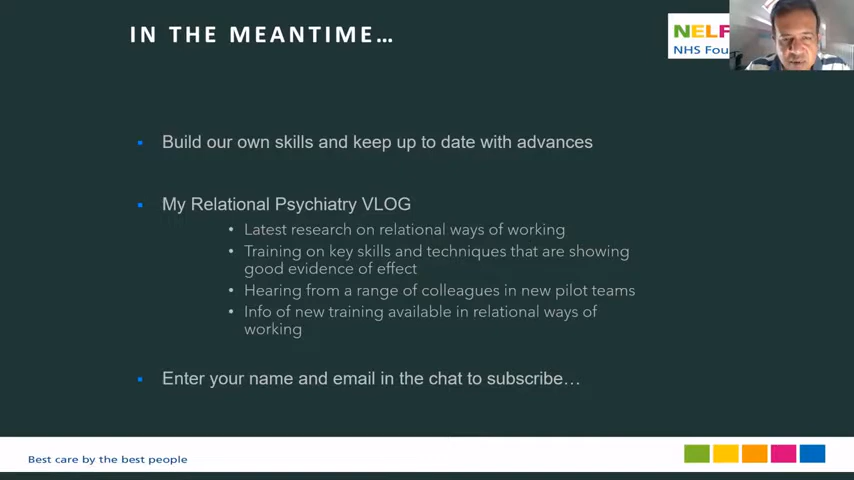 IN THE MEANTIME…
NELF
NHS Fou
▪ Build our own skills and keep up to date with advances
▪ My Relational Psychiatry VLOG
• Latest research on relational ways of working
• Training on key skills and techniques that are showing
good evidence of effect
• Hearing from a range of colleagues in new pilot teams
• Info of new training available in relational ways of
working
▪ Enter your name and email in the chat to subscribe…
Best care by the best people